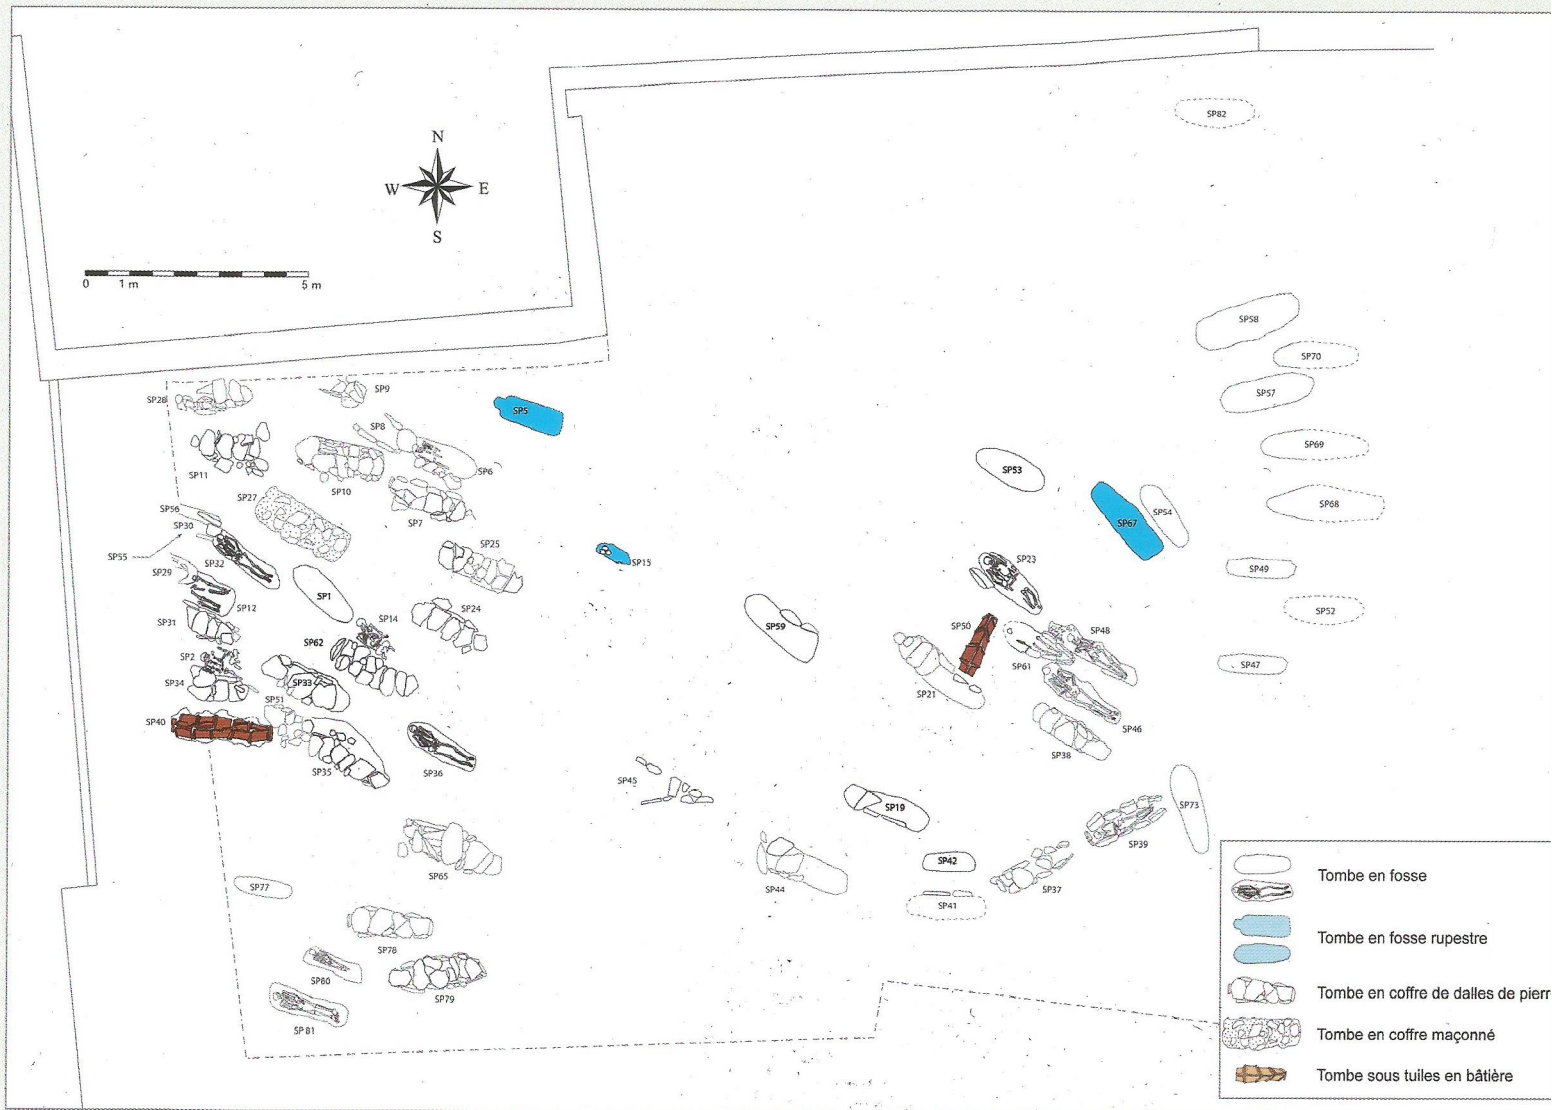 N
W E
S
0 1 m 5 m
SP82
SP58
SP70
SP57
SP69
SP68
SP49
SP52
SP47
SP28
SP9
SP5
SP8
SP6
SP11
SP10
SP27
SP7
SP56
SP30
SP55
SP32
SP29
SP25
SP15
SP12
SP1
SP24
SP31
SP14
SP62
SP2
SP34
SP33
SP51
SP40
SP35
SP36
SP53
SP67
SP54
SP23
SP59
SP50
SP48
SP61
SP21
SP46
SP38
SP45
SP19
SP73
SP39
SP42
SP44
SP37
SP41
SP65
SP77
SP78
SP80
SP79
SP 81
Tombe en fosse
Tombe en fosse rupestre
Tombe en coffre de dalles de pierr
Tombe en coffre maçonné
Tombe sous tuiles en bâtière